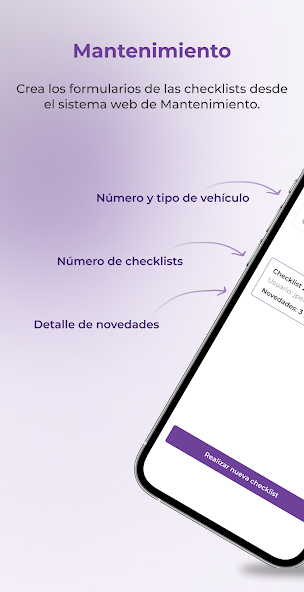 Mantenimiento
Crea los formularios de las checklists desde
el sistema web de Mantenimiento.
Número y tipo de vehículo
Número de checklists
Detalle de novedades
Checklist
Usuario:
Novedades: 3
Realizar nueva checklist